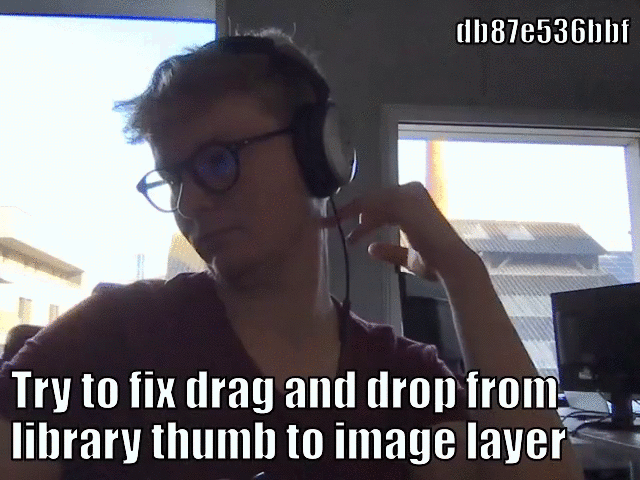 db87e536bbf
Try to fix drag and drop from
library thumb to image layer